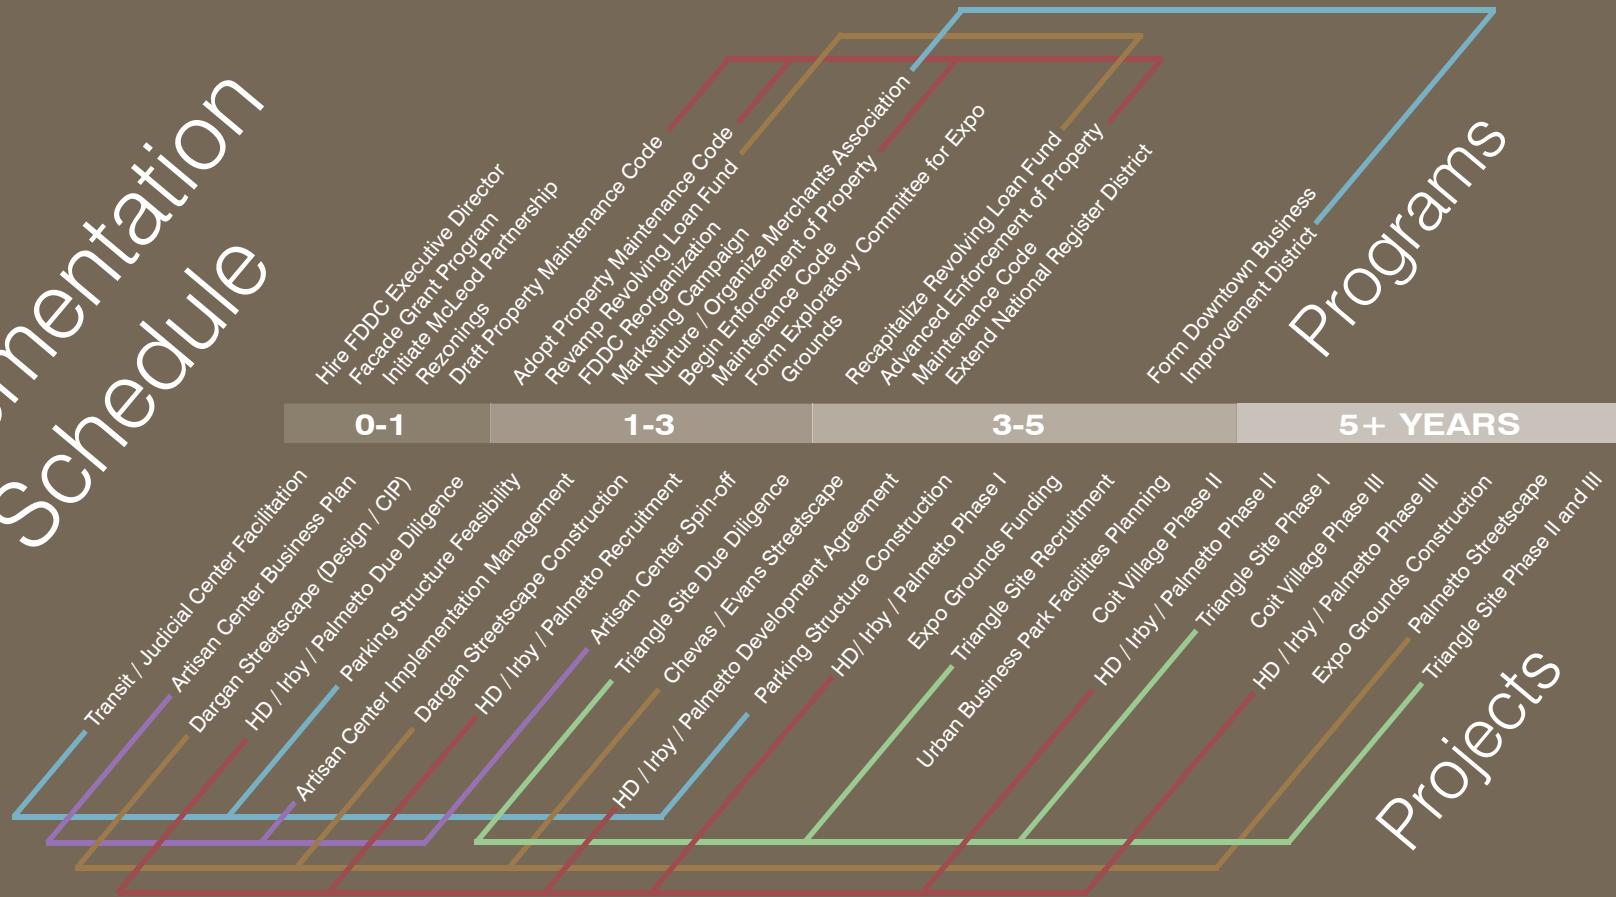 mentation
Schedule
Programs
Hire FDDC Executive Director
Facade Grant Program
Initiate McLeod Partnership
Rezonings
Draft Property Maintenance Code
Adopt Property Maintenance Code
Revamp Revolving Loan Fund
FDDC Reorganization
Marketing Campaign
Nurture / Organize Merchants Association
Begin Enforcement of Property
Maintenance Code
Form Exploratory Committee for Expo
Grounds
Recapitalize Revolving Loan Fund
Advanced Enforcement of Property
Maintenance Code
Extend National Register District
Form Downtown Business
Improvement District
0-1
1-3
3-5
5+ YEARS
Transit / Judicial Center Facilitation
Artisan Center Business Plan
Dargan Streetscape (Design / CIP)
HD / Irby / Palmetto Due Diligence
Parking Structure Feasibility
Artisan Center Implementation Management
Dargan Streetscape Construction
HD / Irby / Palmetto Recruitment
Artisan Center Spin-off
Triangle Site Due Diligence
Chevas / Evans Streetscape
HD / Irby / Palmetto Development Agreement
Parking Structure Construction
HD/ Irby / Palmetto Phase I
Expo Grounds Funding
Triangle Site Recruitment
Urban Business Park Facilities Planning
Coit Village Phase II
HD / Irby / Palmetto Phase II
Triangle Site Phase I
Coit Village Phase III
HD / Irby / Palmetto Phase III
Expo Grounds Construction
Palmetto Streetscape
Triangle Site Phase II and III
Projects